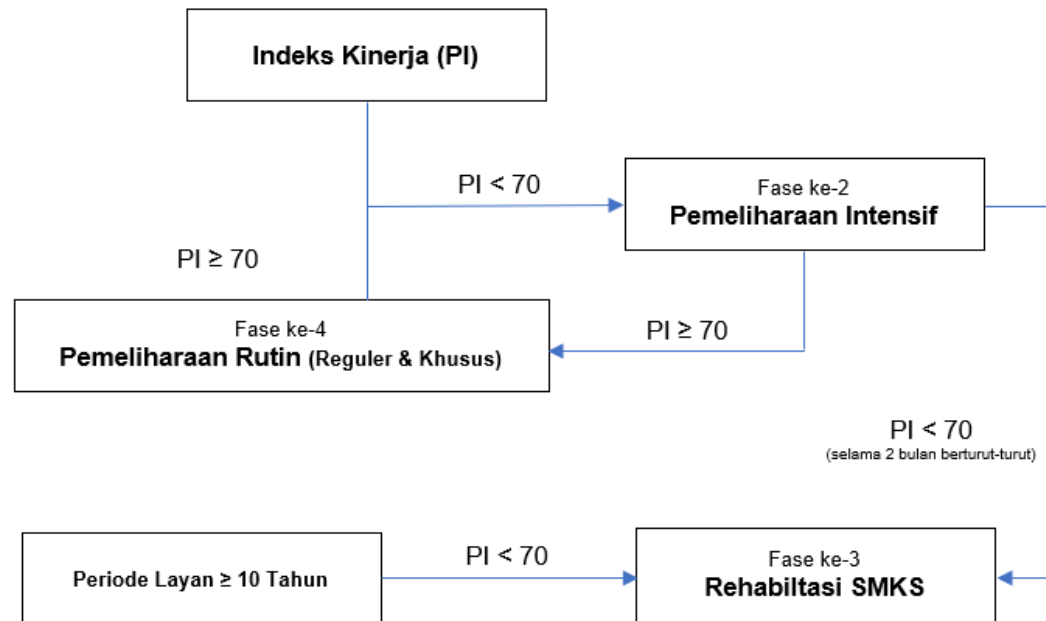 Indeks Kinerja (PI)
PI < 70
Fase ke-2
Pemeliharaan Intensif
PI ≥ 70
Fase ke-4
Pemeliharaan Rutin (Reguler & Khusus)
PI ≥ 70
PI < 70
(selama 2 bulan berturut-turut)
Periode Layan ≥ 10 Tahun
PI < 70
Fase ke-3
Rehabiltasi SMKS